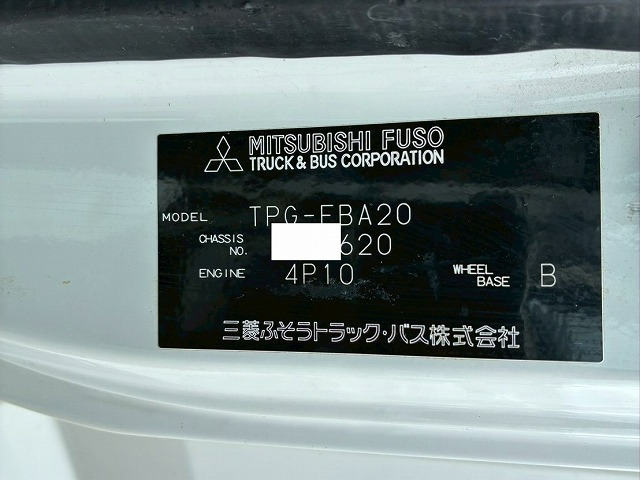 MITSUBISHI FUSO
TRUCK & BUS CORPORATION
MODEL TPG-FBA20
CHASSIS NO. 620
ENGINE 4P10 WHEEL BASE B
三菱ふそうトラック・バス株式会社